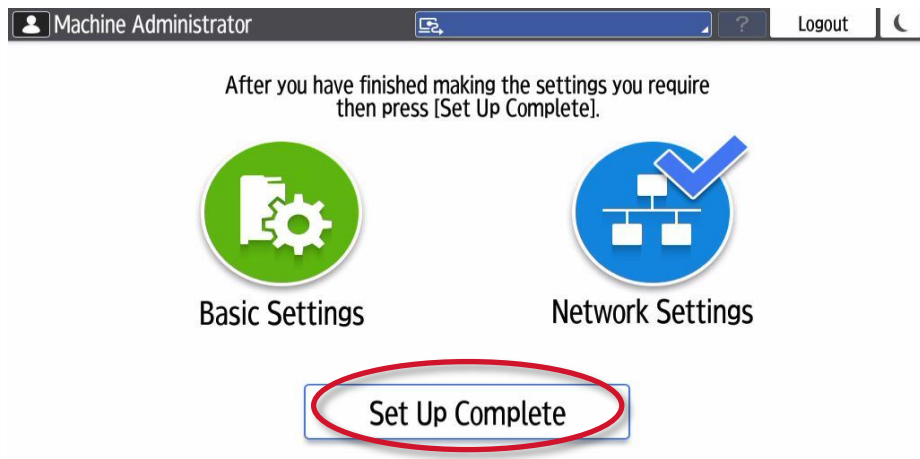 Machine Administrator ? Logout
After you have finished making the settings you require
then press [Set Up Complete].
Basic Settings Network Settings
Set Up Complete